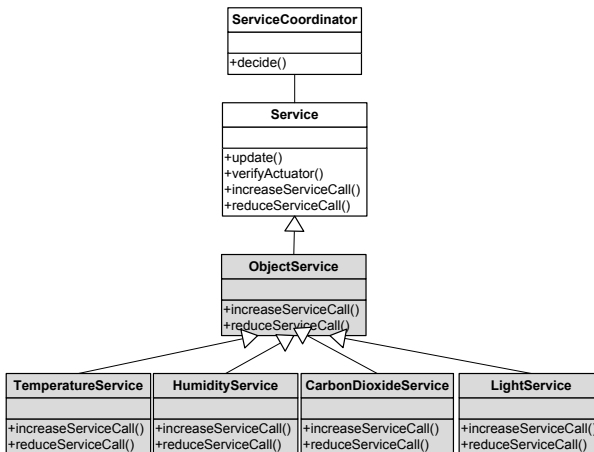 ServiceCoordinator
+decide()
Service
+update()
+verifyActuator()
+increaseServiceCall()
+reduceServiceCall()
ObjectService
+increaseServiceCall()
+reduceServiceCall()
TemperatureService
+increaseServiceCall()
+reduceServiceCall()
HumidityService
+increaseServiceCall()
+reduceServiceCall()
CarbonDioxideService
+increaseServiceCall()
+reduceServiceCall()
LightService
+increaseServiceCall()
+reduceServiceCall()